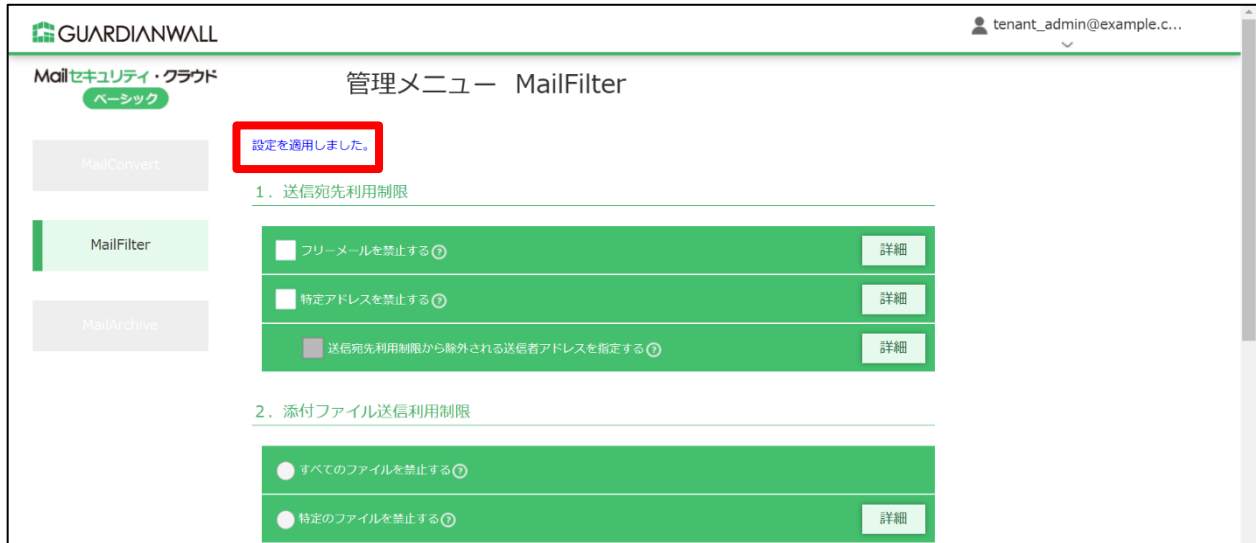 GUARDIANWALL
tenant_admin@example.c...
Mailセキュリティ・クラウド
ベーシック
管理メニュー MailFilter
設定を適用しました。
MailConvert
1．送信宛先利用制限
MailFilter
フリーメールを禁止する?
詳細
特定アドレスを禁止する?
詳細
MailArchive
送信宛先利用制限から除外される送信者アドレスを指定する?
詳細
2．添付ファイル送信利用制限
すべてのファイルを禁止する?
特定のファイルを禁止する?
詳細